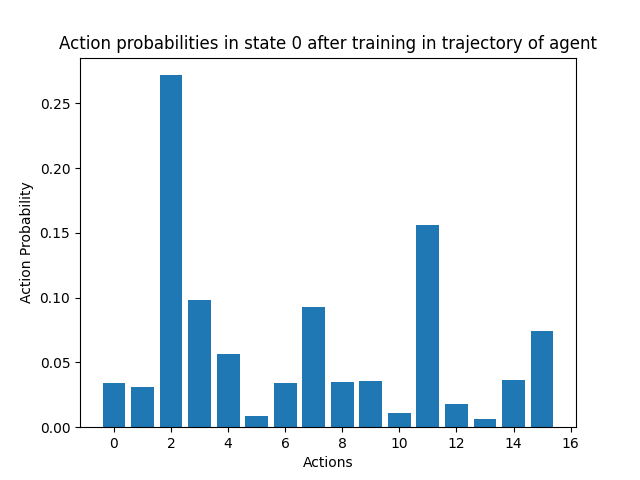 Action probabilities in state 0 after training in trajectory of agent
Action Probability
0.25
0.20
0.15
0.10
0.05
0.00
0 2 4 6 8 10 12 14 16
Actions